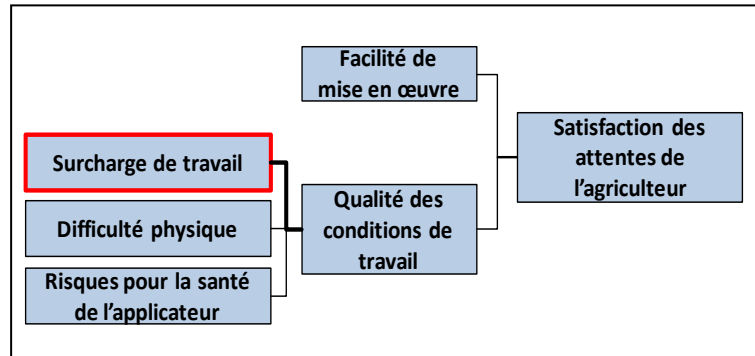 Facilité de
mise en œuvre
Satisfaction des
attentes de
l'agriculteur
Surcharge de travail
Qualité des
conditions de
travail
Difficulté physique
Risques pour la santé
de l'applicateur